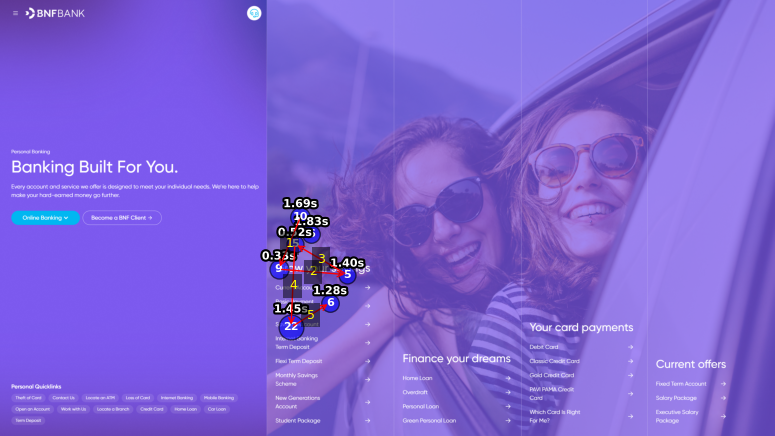 BNFBANK
Personal Banking
Banking Built For You.
Every account and service we offer is designed to meet your individual needs. We're here to help
make your hard-earned money go further.
Online Banking
Become a BNF Client →
Personal Quicklinks
Theft of Card
Contact Us
Locate an ATM
Loss of Card
Internet Banking
Mobile Banking
Open an Account
Work with Us
Locate a Branch
Credit Card
Home Loan
Car Loan
Term Deposit
1.69s
10
1.83s
0.52s
1
3
9
2
1.40s
5
4
1.28s
6
1.45s
5
22
Term Deposit
Flexi Term Deposit
Monthly Savings
Scheme
New Generations
Account
Student Package
Finance your dreams
Home Loan
Overdraft
Personal Loan
Green Personal Loan
Your card payments
Debit Card
Classic Credit Card
Gold Credit Card
PAVI PAMA Credit
Card
Which Card Is Right
For Me?
Current offers
Fixed Term Account
Salary Package
Executive Salary
Package